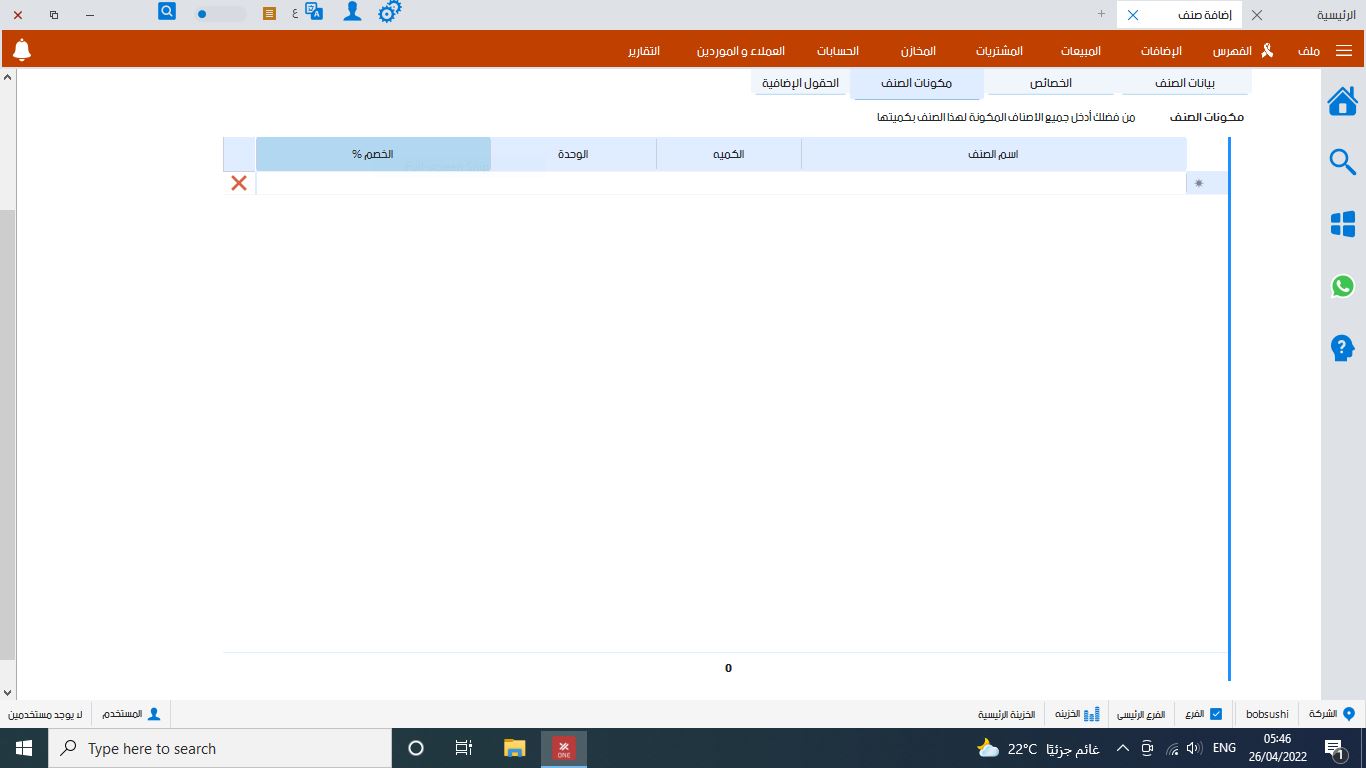 الرئيسية
إضافة صنف
ع
ملف
الفهرس
الإضافات
المبيعات
المشتريات
المخازن
الحسابات
العملاء و الموردين
التقارير
بيانات الصنف
الخصائص
مكونات الصنف
الحقول الإضافية
مكونات الصنف
من فضلك أدخل جميع الأصناف المكونة لهذا الصنف بكميتها
اسم الصنف
الكميه
الوحدة
الخصم %
0
الشركة
bobsushi
الفرع
الفرع الرئيسى
الخزينه
الخزينة الرئيسية
المستخدم
لا يوجد مستخدمين
Type here to search
ONE
22°C غائم جزئيًا
ENG
05:46
26/04/2022
1